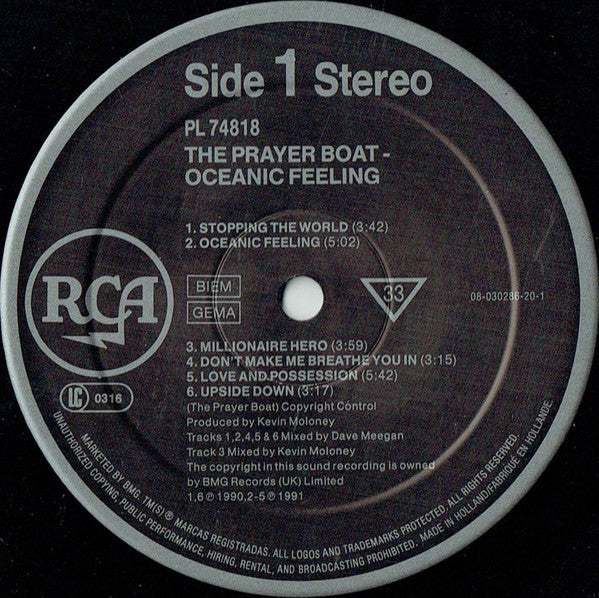 Side 1 Stereo
PL 74818
THE PRAYER BOAT -
OCEANIC FEELING
1. STOPPING THE WORLD (3:42)
2. OCEANIC FEELING (5:02)
RCA
BIEM
GEMA
33
08-030286-20-1
3. MILLIONAIRE HERO (3:59)
4. DON'T MAKE ME BREATHE YOU IN (3:15)
5. LOVE AND POSSESSION (5:42)
6. UPSIDE DOWN (3:17)
LC 0316
(The Prayer Boat) Copyright Control
Produced by Kevin Moloney
Tracks 1,2,4,5 & 6 Mixed by Dave Meegan
Track 3 Mixed by Kevin Moloney
The copyright in this sound recording is owned
by BMG Records (UK) Limited
1,6 ℗ 1990, 2-5 ℗ 1991
MARKETED BY BMG. TM(S) ® MARCAS REGISTRADAS. ALL LOGOS AND TRADEMARKS PROTECTED. ALL RIGHTS RESERVED.
UNAUTHORIZED COPYING, PUBLIC PERFORMANCE, HIRING, RENTAL, AND BROADCASTING PROHIBITED. MADE IN HOLLAND/FABRIQUÉ EN HOLLANDE